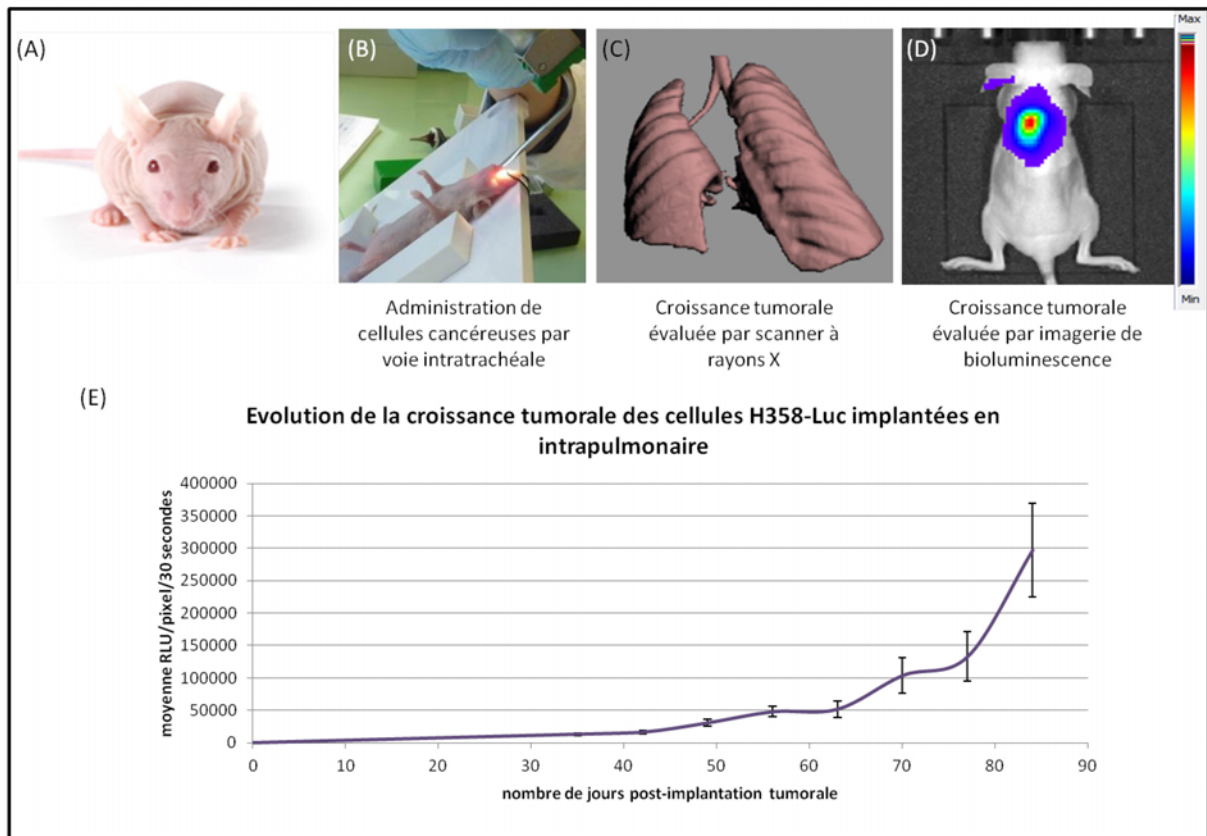 (A)
(B)
(C)
(D)
Max
Min
Administration de
cellules cancéreuses par
voie intratrachéale
Croissance tumorale
évaluée par scanner à
rayons X
Croissance tumorale
évaluée par imagerie de
bioluminescence
(E)
Evolution de la croissance tumorale des cellules H358-Luc implantées en
intrapulmonaire
moyenne RLU/pixel/30 secondes
400000
350000
300000
250000
200000
150000
100000
50000
0
0 10 20 30 40 50 60 70 80 90
nombre de jours post-implantation tumorale